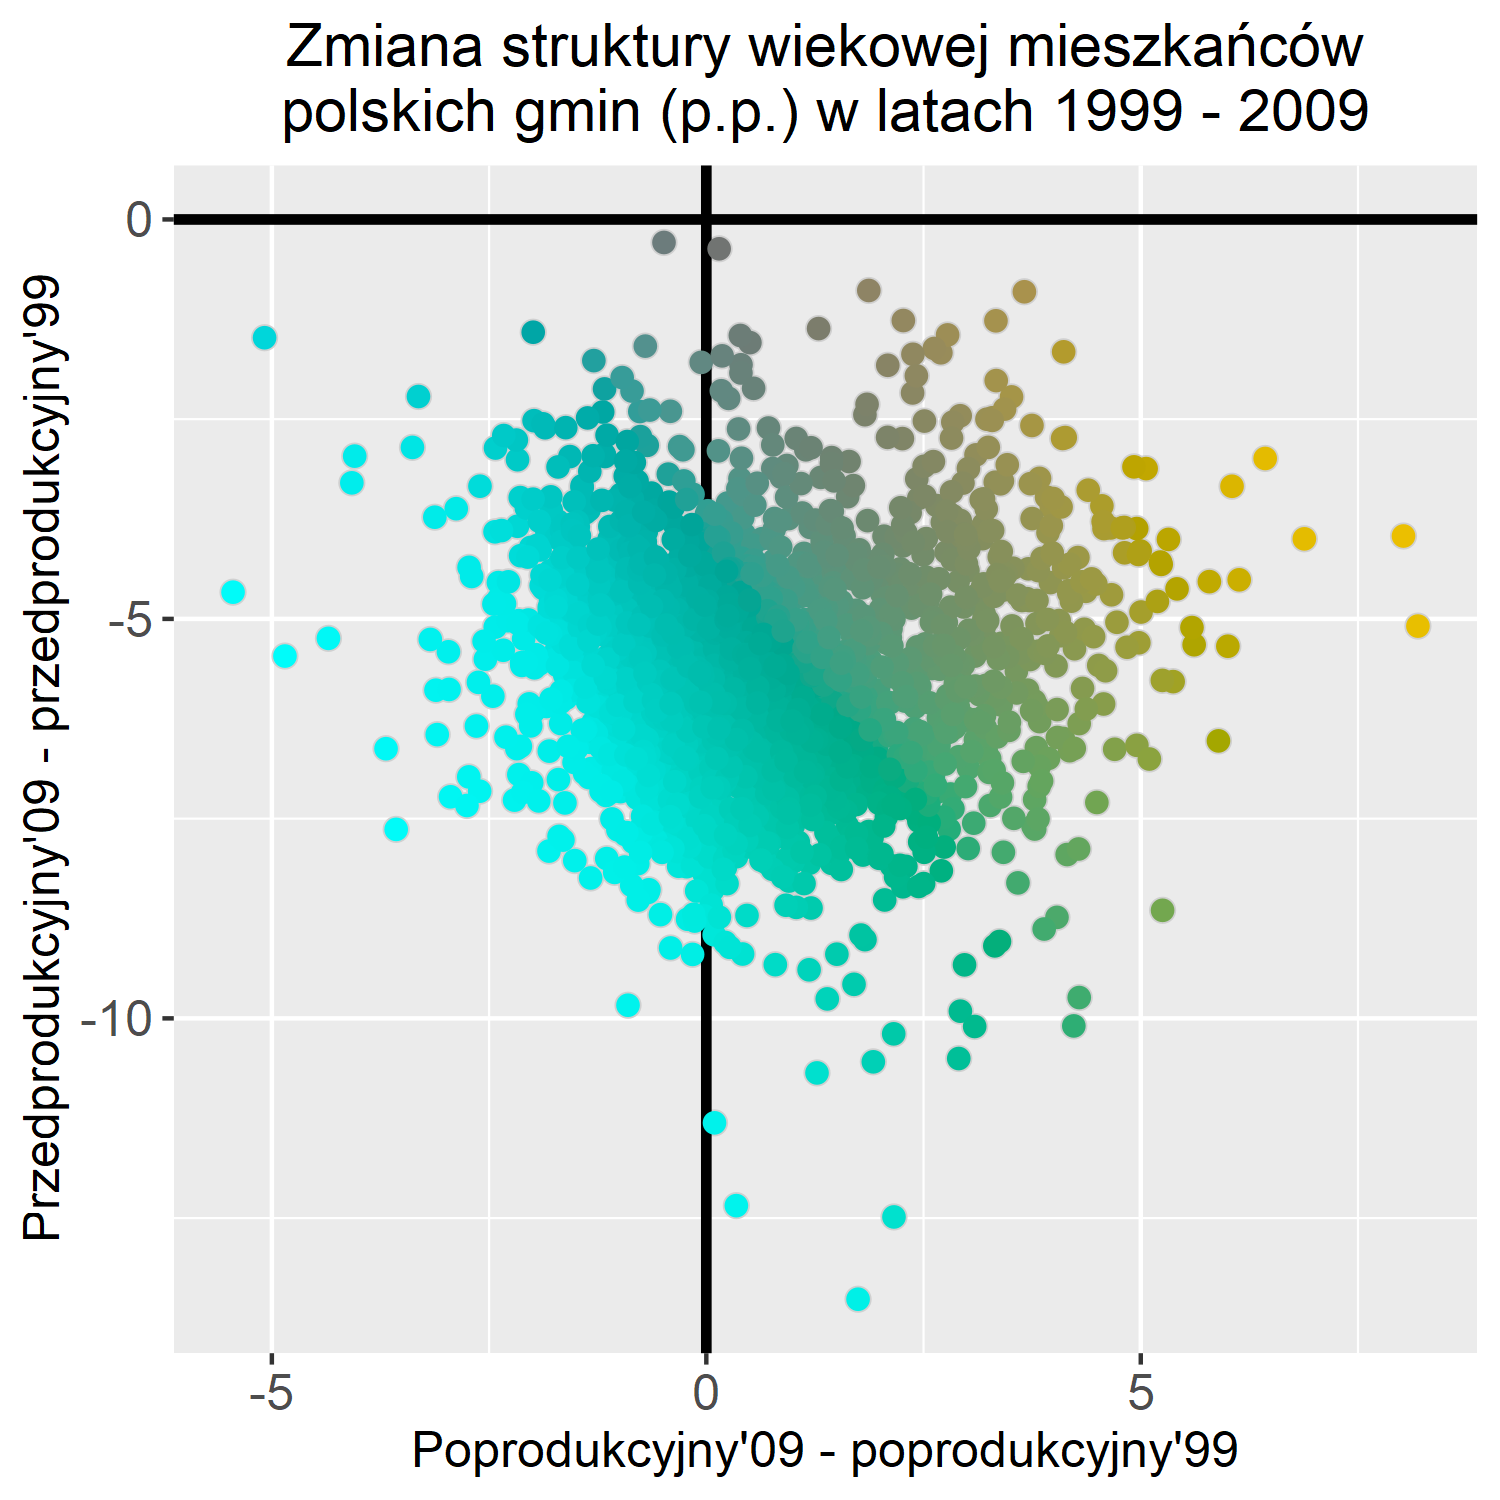 Zmiana struktury wiekowej mieszkańców
polskich gmin (p.p.) w latach 1999 - 2009
Przedprodukcyjny'09 - przedprodukcyjny'99
0
-5
-10
-5
0
5
Poprodukcyjny'09 - poprodukcyjny'99